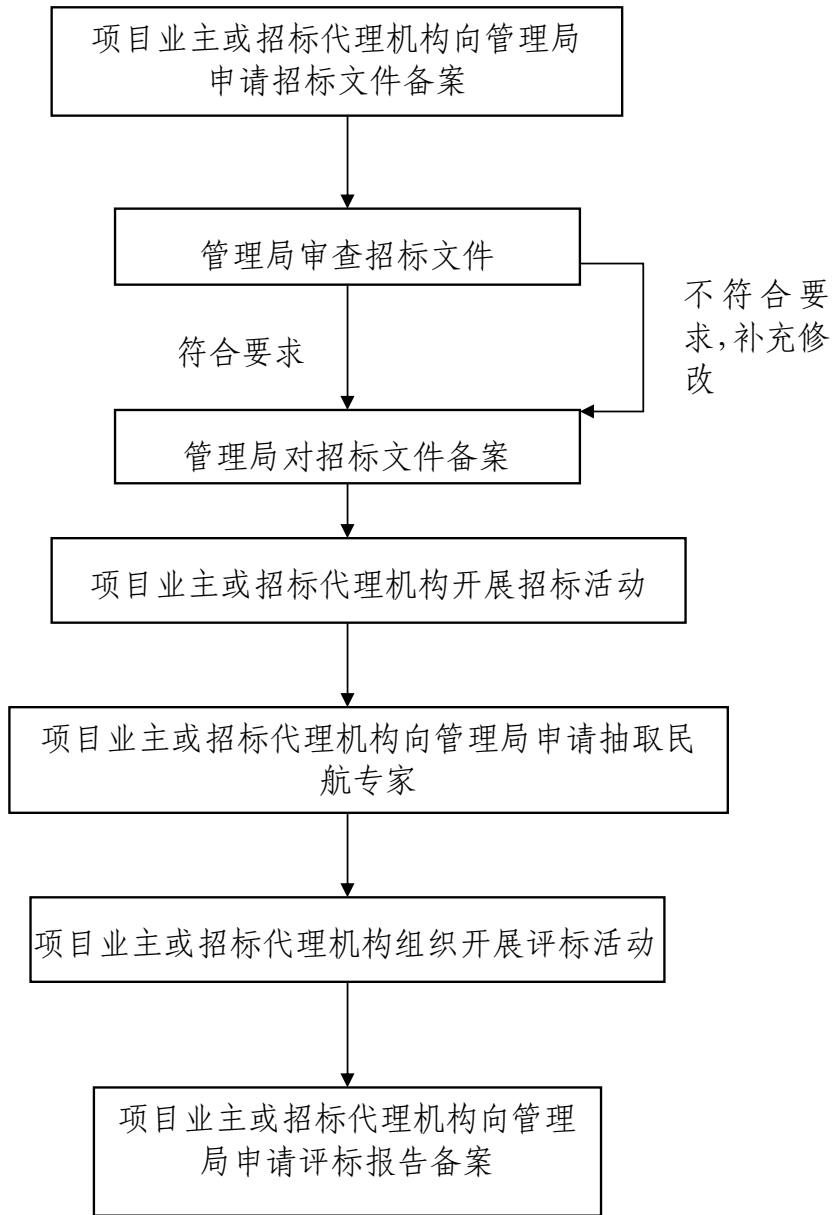 项目业主或招标代理机构向管理局
申请招标文件备案
管理局审查招标文件
符合要求
不符合要
求,补充修
改
管理局对招标文件备案
项目业主或招标代理机构开展招标活动
项目业主或招标代理机构向管理局申请抽取民
航专家
项目业主或招标代理机构组织开展评标活动
项目业主或招标代理机构向管理
局申请评标报告备案